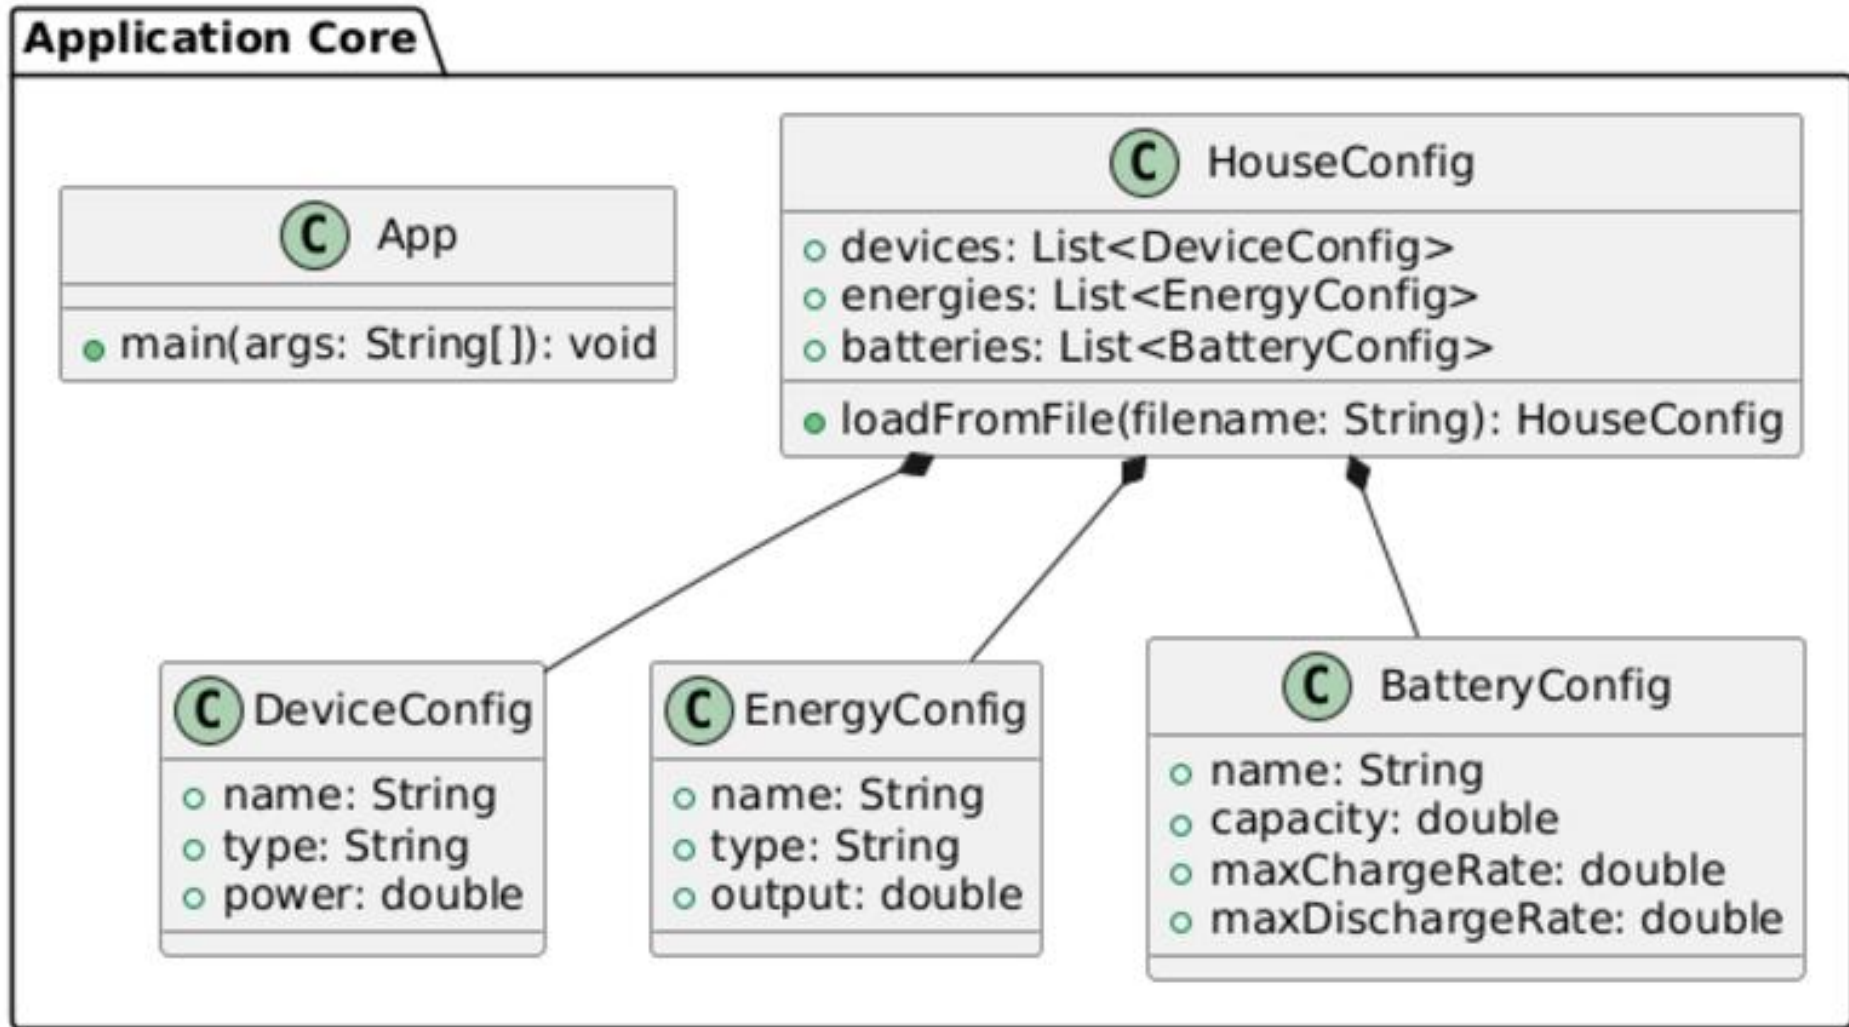 Application Core
C App
main(args: String[]): void
C HouseConfig
devices: List<DeviceConfig>
energies: List<EnergyConfig>
batteries: List<BatteryConfig>
loadFromFile(filename: String): HouseConfig
C DeviceConfig
name: String
type: String
power: double
C EnergyConfig
name: String
type: String
output: double
C BatteryConfig
name: String
capacity: double
maxChargeRate: double
maxDischargeRate: double